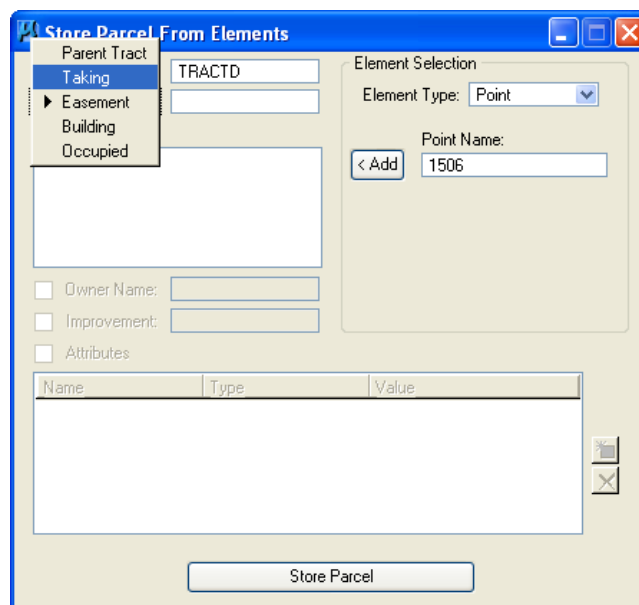 Store Parcel From Elements
Parent Tract
Taking
Easement
Building
Occupied
TRACTD
Element Selection
Element Type: Point
Point Name:
< Add 1506
Owner Name:
Improvement:
Attributes
Name Type Value
Store Parcel